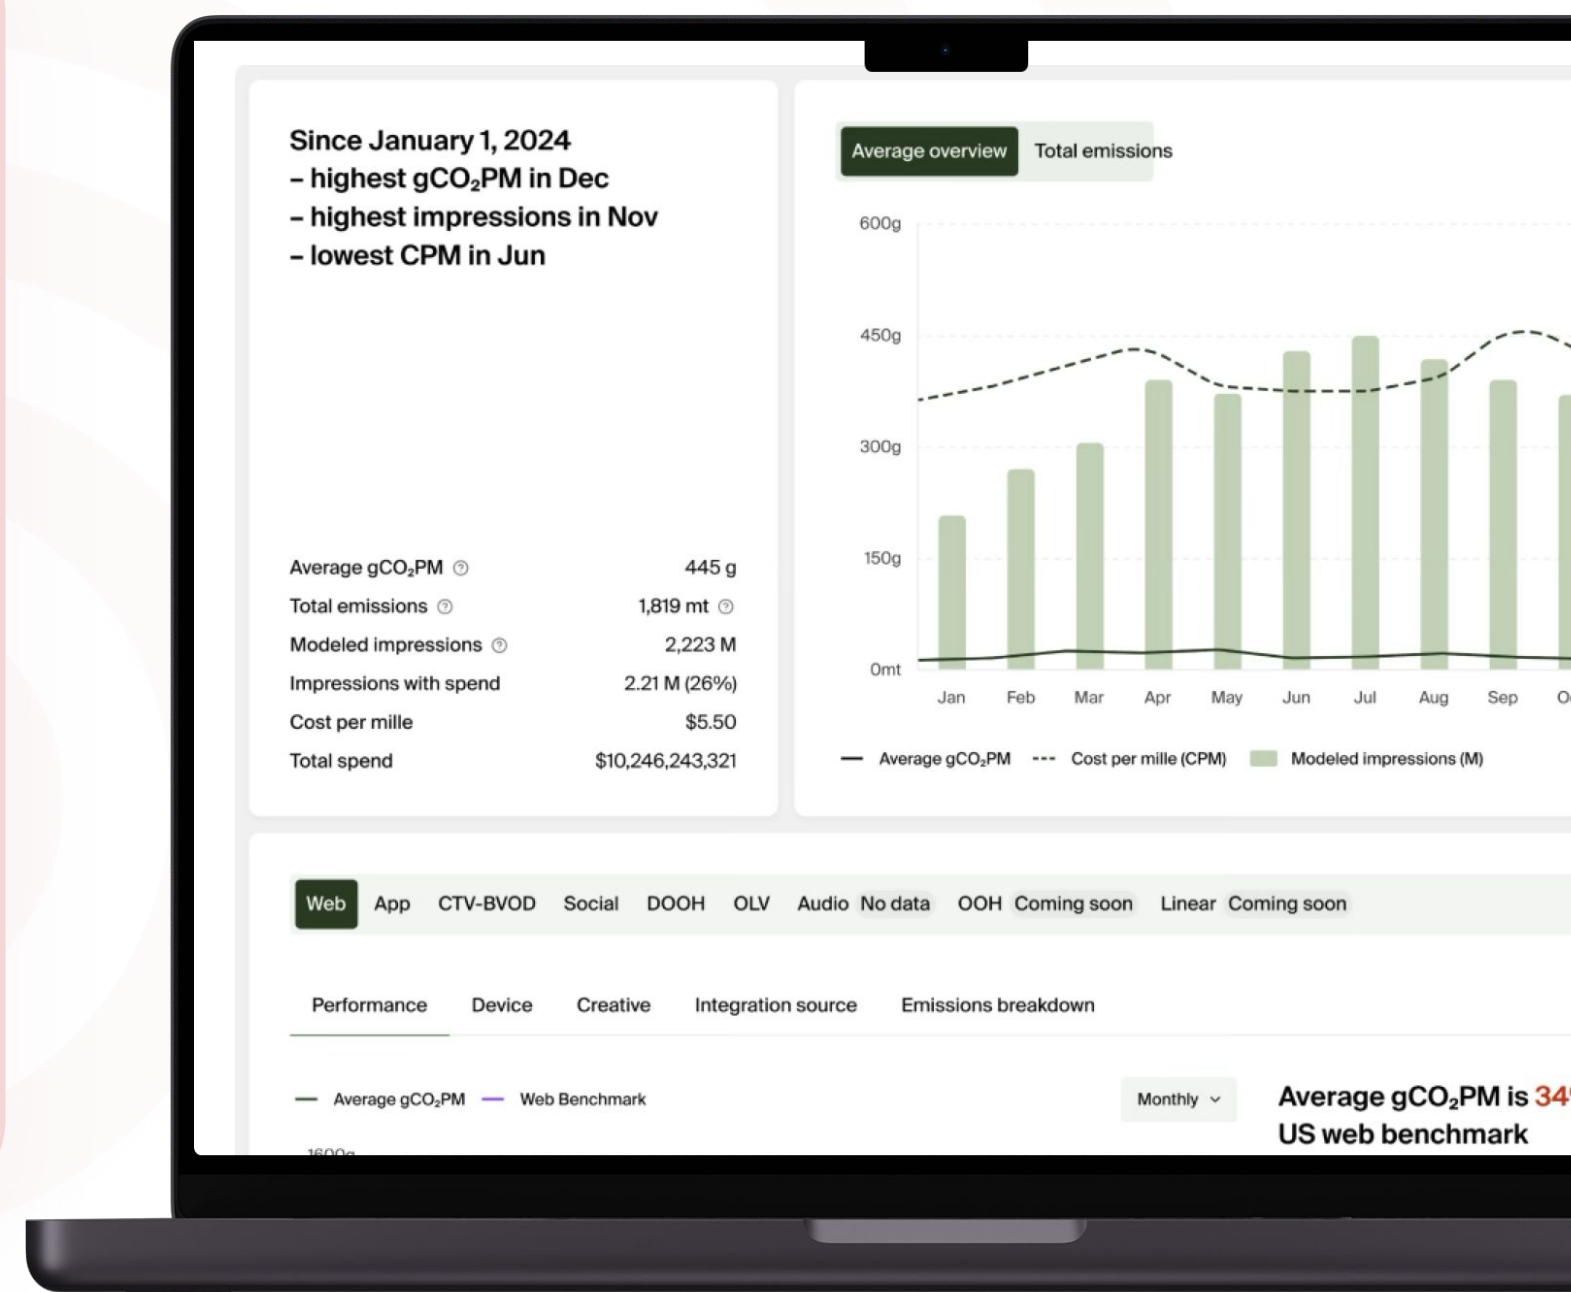 Since January 1, 2024
– highest gCO₂PM in Dec
– highest impressions in Nov
– lowest CPM in Jun
Average gCO₂PM 445 g
Total emissions 1,819 mt
Modeled impressions 2,223 M
Impressions with spend 2.21 M (26%)
Cost per mille $5.50
Total spend $10,246,243,321
Average overview Total emissions
600g
450g
300g
150g
0mt
Jan Feb Mar Apr May Jun Jul Aug Sep
Average gCO₂PM Cost per mille (CPM) Modeled impressions (M)
Web App CTV-BVOD Social DOOH OLV Audio No data OOH Coming soon Linear Coming soon
Performance Device Creative Integration source Emissions breakdown
Average gCO₂PM Web Benchmark
Monthly
1600g
Average gCO₂PM is 34
US web benchmark